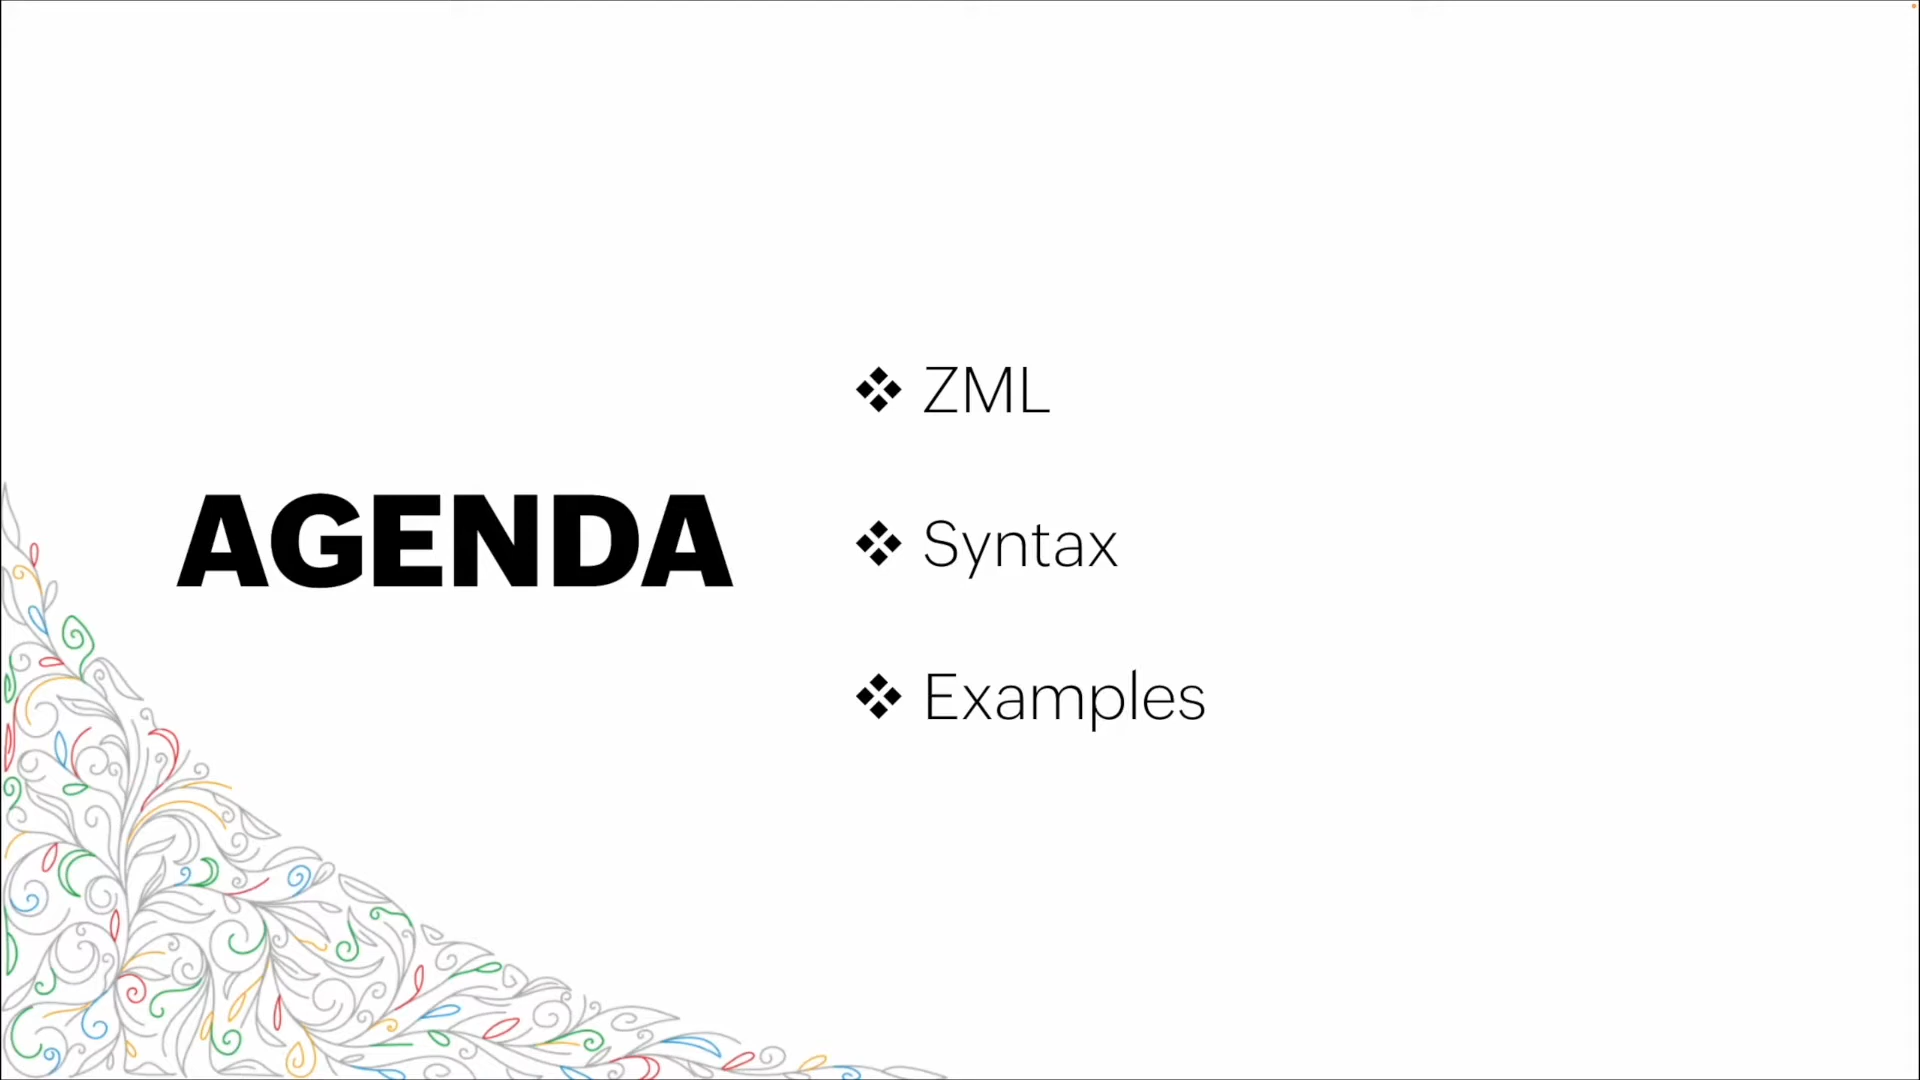 AGENDA
❖ ZML
❖ Syntax
❖ Examples